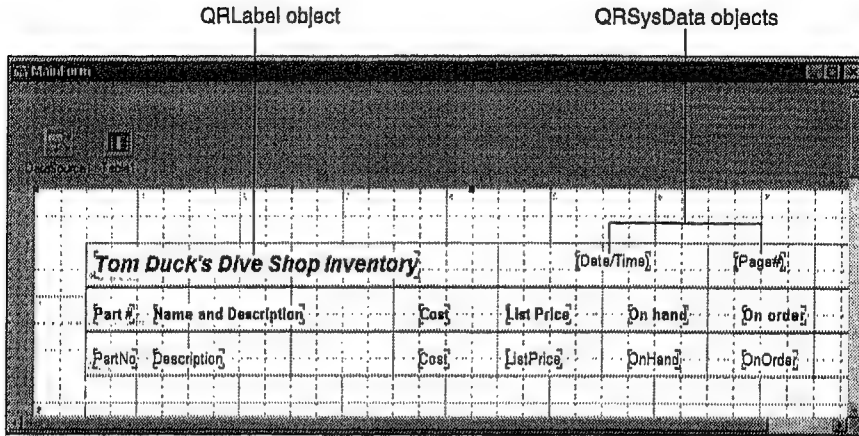 QRLabel object QRSysData objects
MainForm
DataSource1 Table1
Tom Duck's Dive Shop Inventory (Date/Time) (Page#)
Part # Name and Description Cost List Price On hand On order
PartNo Description Cost ListPrice OnHand OnOrder